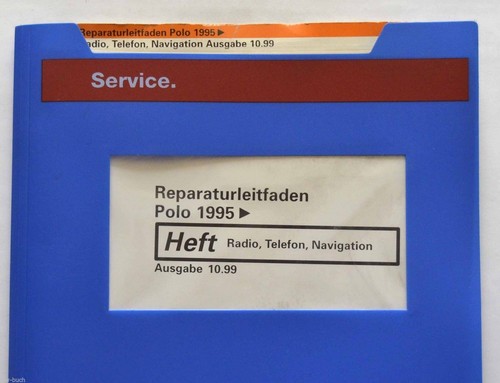 Reparaturleitfaden Polo 1995 ▶
Radio, Telefon, Navigation Ausgabe 10.99
Service.
Reparaturleitfaden
Polo 1995 ▶
Heft Radio, Telefon, Navigation
Ausgabe 10.99